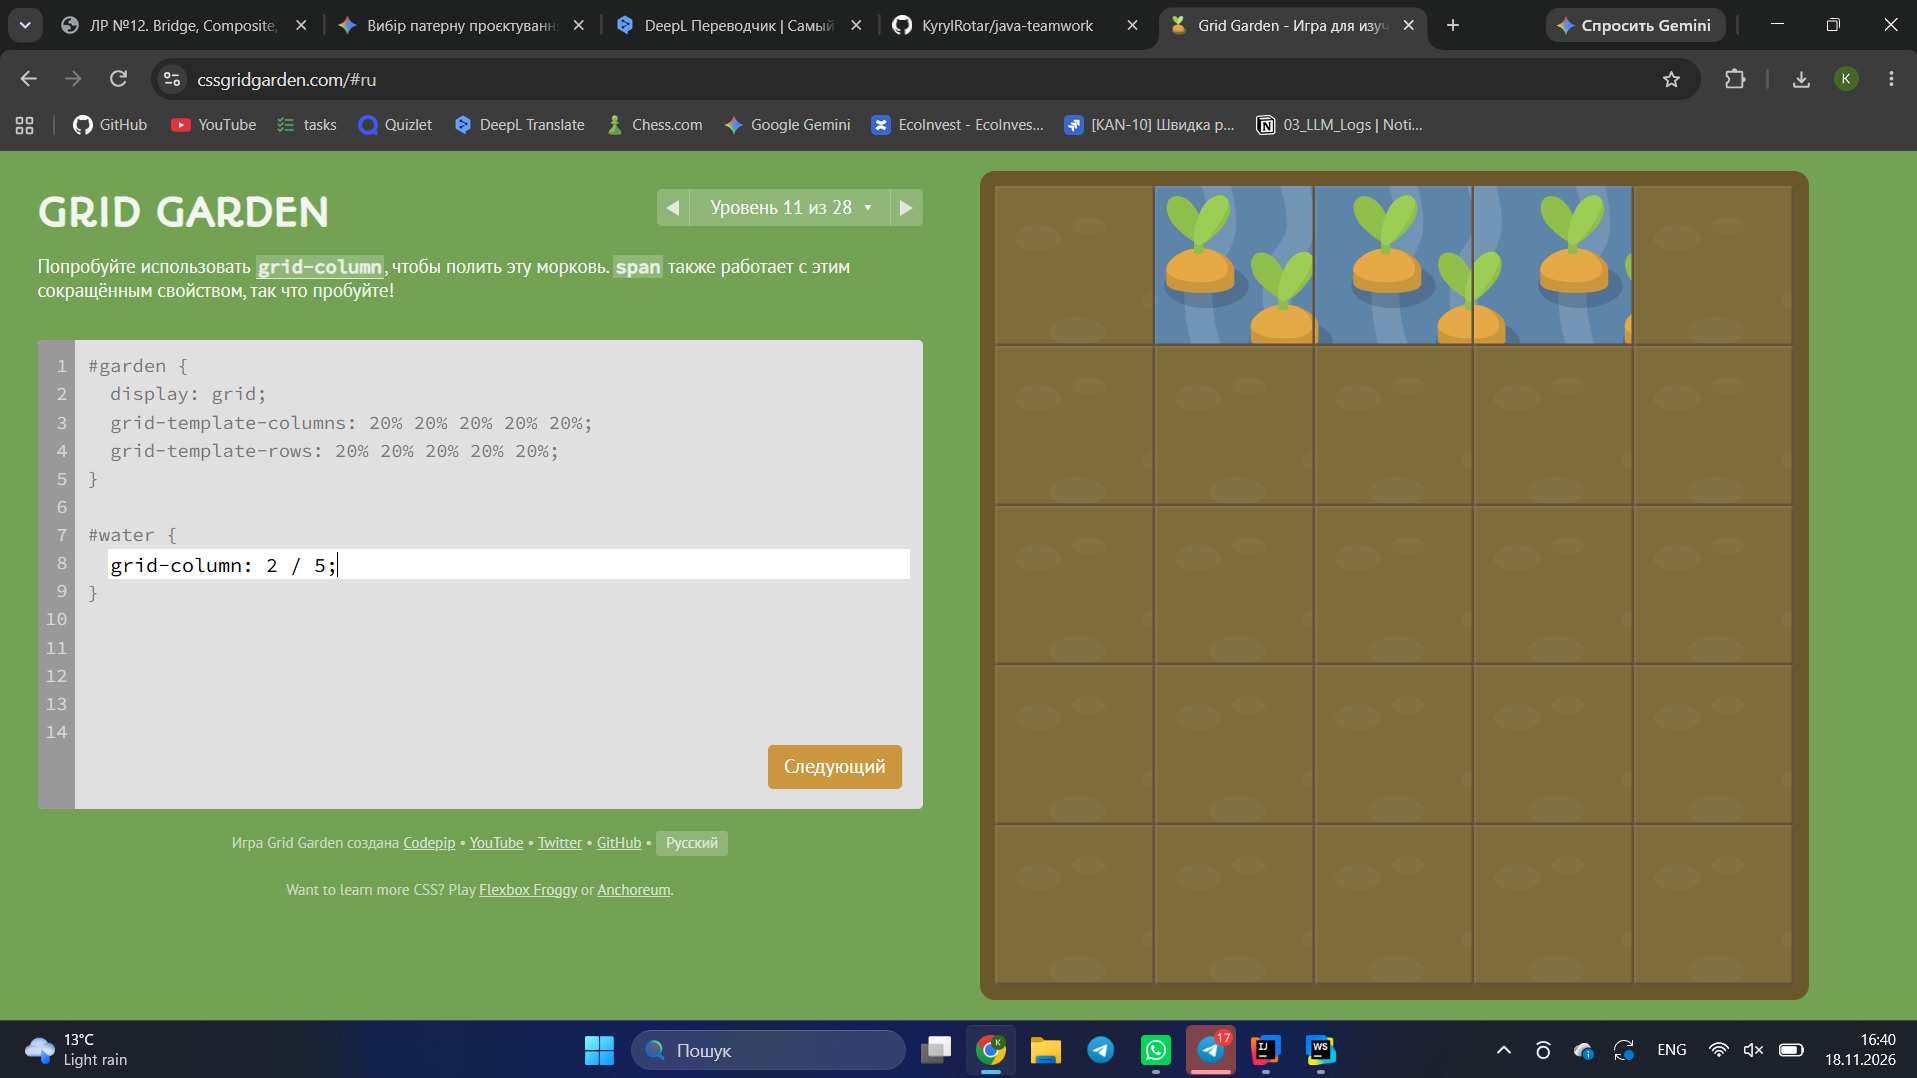 ЛР №12. Bridge, Composite,
Вибір патерну проєктуванн
DeepL Переводчик | Самый
KyrylRotar/java-teamwork
Grid Garden - Игра для изуч
Спросить Gemini
cssgridgarden.com/#ru
K
GitHub
YouTube
tasks
Quizlet
DeepL Translate
Chess.com
Google Gemini
EcoInvest - EcoInves...
[KAN-10] Швидка р...
03_LLM_Logs | Noti...
GRID GARDEN
Уровень 11 из 28
Попробуйте использовать grid-column, чтобы полить эту морковь. span также работает с этим
сокращённым свойством, так что пробуйте!
1 #garden {
2 display: grid;
3 grid-template-columns: 20% 20% 20% 20% 20%;
4 grid-template-rows: 20% 20% 20% 20% 20%;
5 }
6
7 #water {
8 grid-column: 2 / 5;
9 }
10
11
12
13
14
Следующий
Игра Grid Garden создана Codepip • YouTube • Twitter • GitHub • Русский
Want to learn more CSS? Play Flexbox Froggy or Anchoreum.
13°C
Light rain
Пошук
K
17
IJ
WS
ENG
16:40
18.11.2026